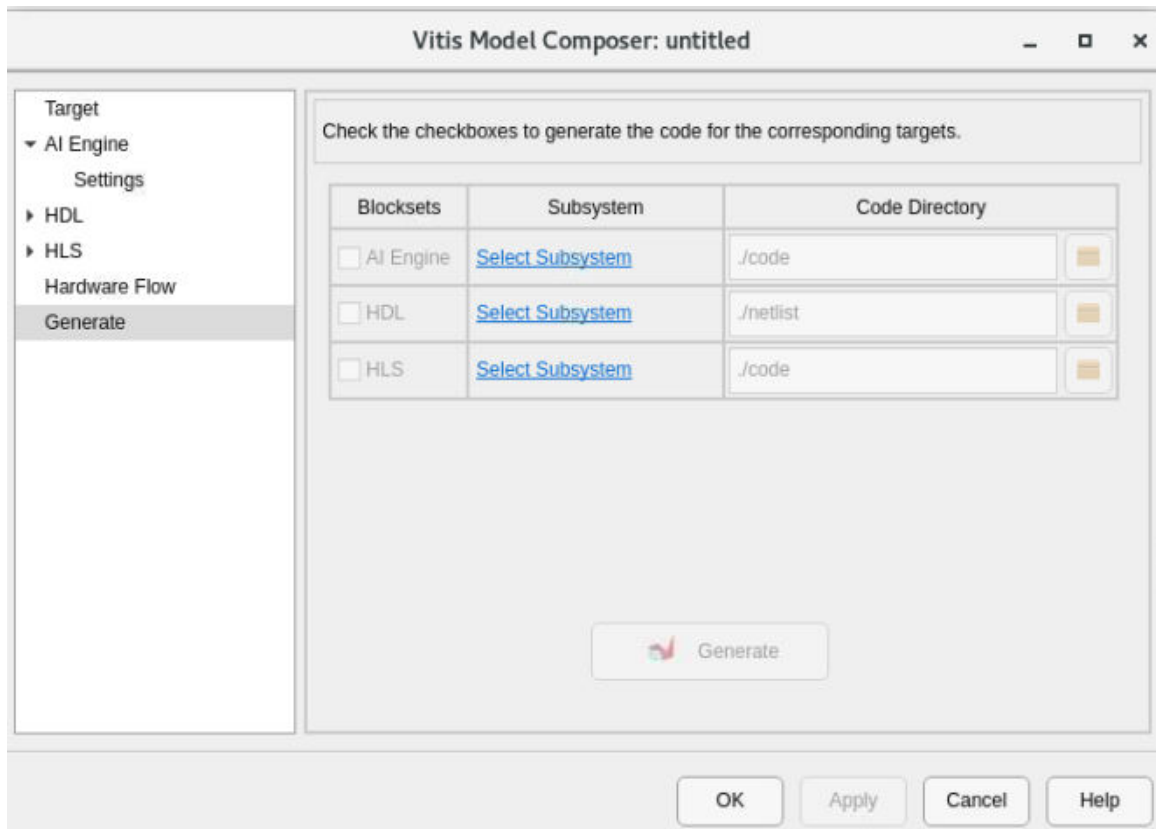 Vitis Model Composer: untitled
Target
AI Engine
Settings
HDL
HLS
Hardware Flow
Generate
Check the checkboxes to generate the code for the corresponding targets.
Blocksets Subsystem Code Directory
AI Engine Select Subsystem ./code
HDL Select Subsystem ./netlist
HLS Select Subsystem ./code
Generate
OK Apply Cancel Help